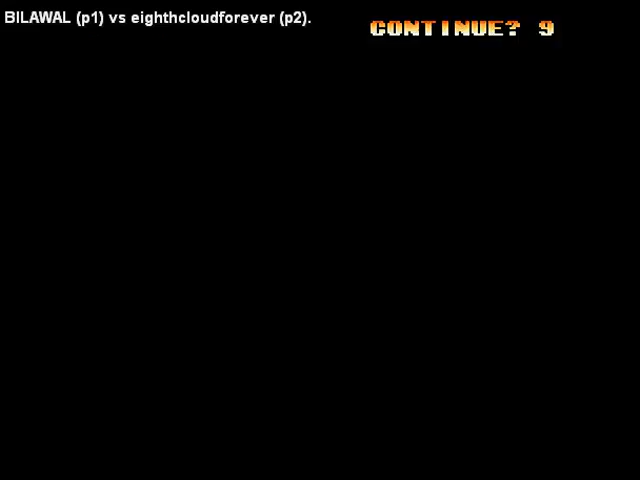 BILAWAL (p1) vs eighthcloudforever (p2).
CONTINUE? 9